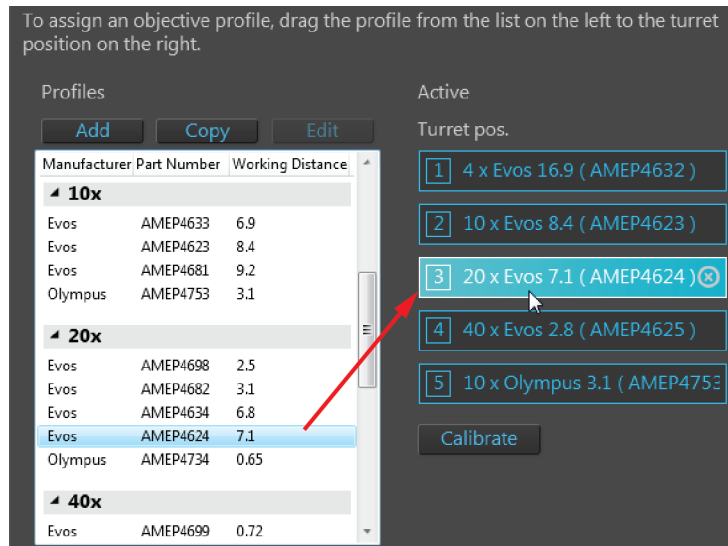 To assign an objective profile, drag the profile from the list on the left to the turret
position on the right.
Profiles
Add Copy Edit
Manufacturer Part Number Working Distance
10x
Evos AMEP4633 6.9
Evos AMEP4623 8.4
Evos AMEP4681 9.2
Olympus AMEP4753 3.1
20x
Evos AMEP4698 2.5
Evos AMEP4682 3.1
Evos AMEP4634 6.8
Evos AMEP4624 7.1
Olympus AMEP4734 0.65
40x
Evos AMEP4699 0.72
Active
Turret pos.
1 4 x Evos 16.9 ( AMEP4632 )
2 10 x Evos 8.4 ( AMEP4623 )
3 20 x Evos 7.1 ( AMEP4624 )
4 40 x Evos 2.8 ( AMEP4625 )
5 10 x Olympus 3.1 ( AMEP4753
Calibrate